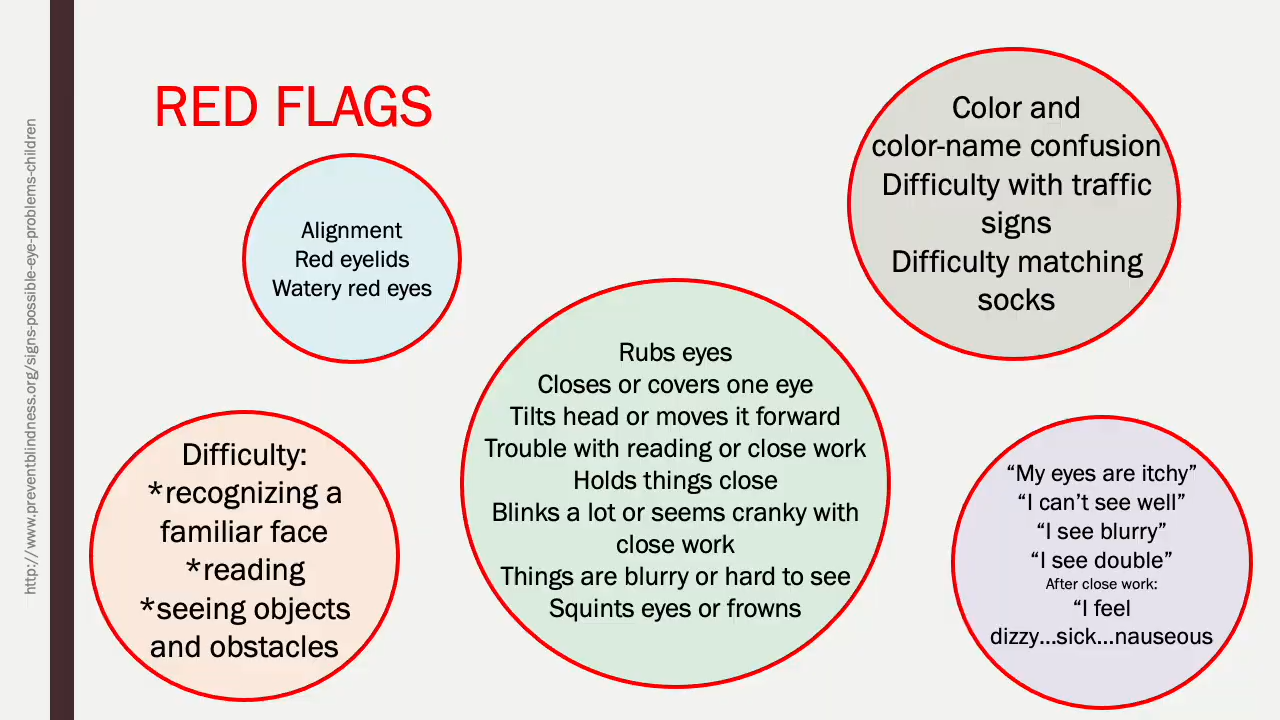 RED FLAGS
Alignment
Red eyelids
Watery red eyes
Color and
color-name confusion
Difficulty with traffic
signs
Difficulty matching
socks
Rubs eyes
Closes or covers one eye
Tilts head or moves it forward
Trouble with reading or close work
Holds things close
Blinks a lot or seems cranky with
close work
Things are blurry or hard to see
Squints eyes or frowns
Difficulty:
*recognizing a
familiar face
*reading
*seeing objects
and obstacles
“My eyes are itchy”
“I can’t see well”
“I see blurry”
“I see double”
After close work:
“I feel
dizzy...sick...nauseous
http://www.preventblindness.org/signs-possible-eye-problems-children